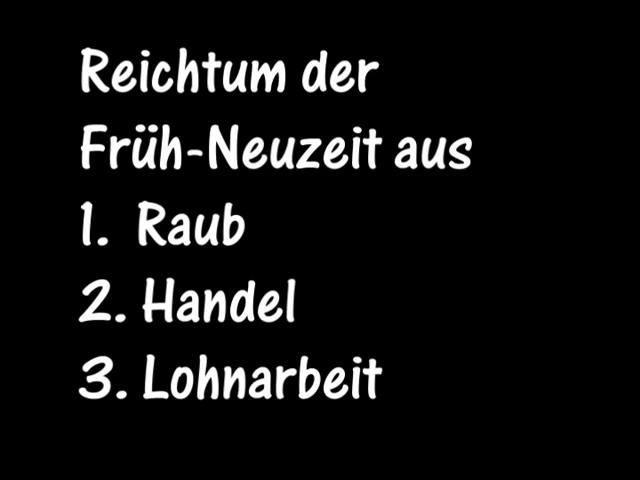 Reichtum der
Früh-Neuzeit aus
1. Raub
2. Handel
3. Lohnarbeit